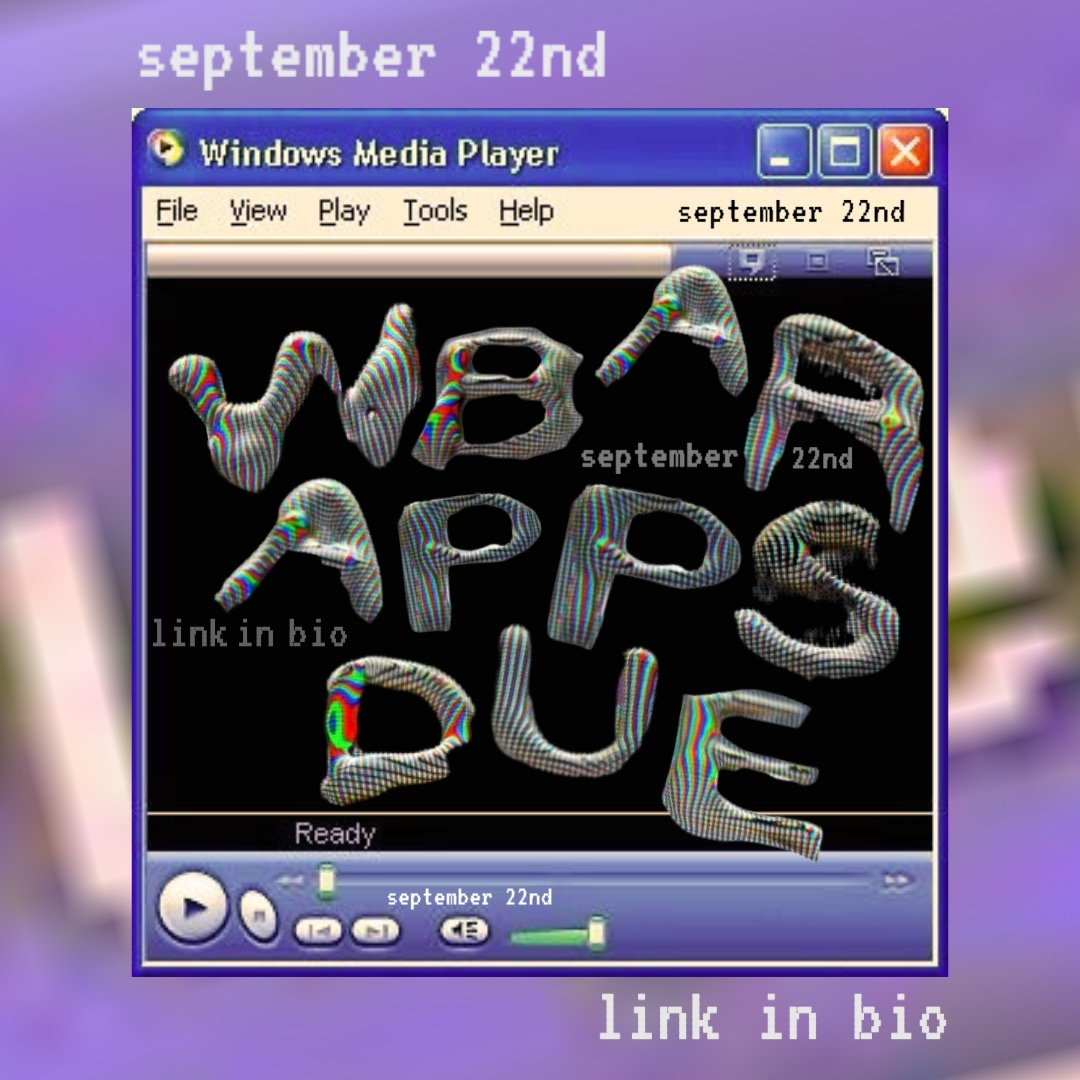 september 22nd
Windows Media Player
File View Play Tools Help september 22nd
WBAR
september 22nd
APPS
link in bio
DUE
Ready
september 22nd
link in bio